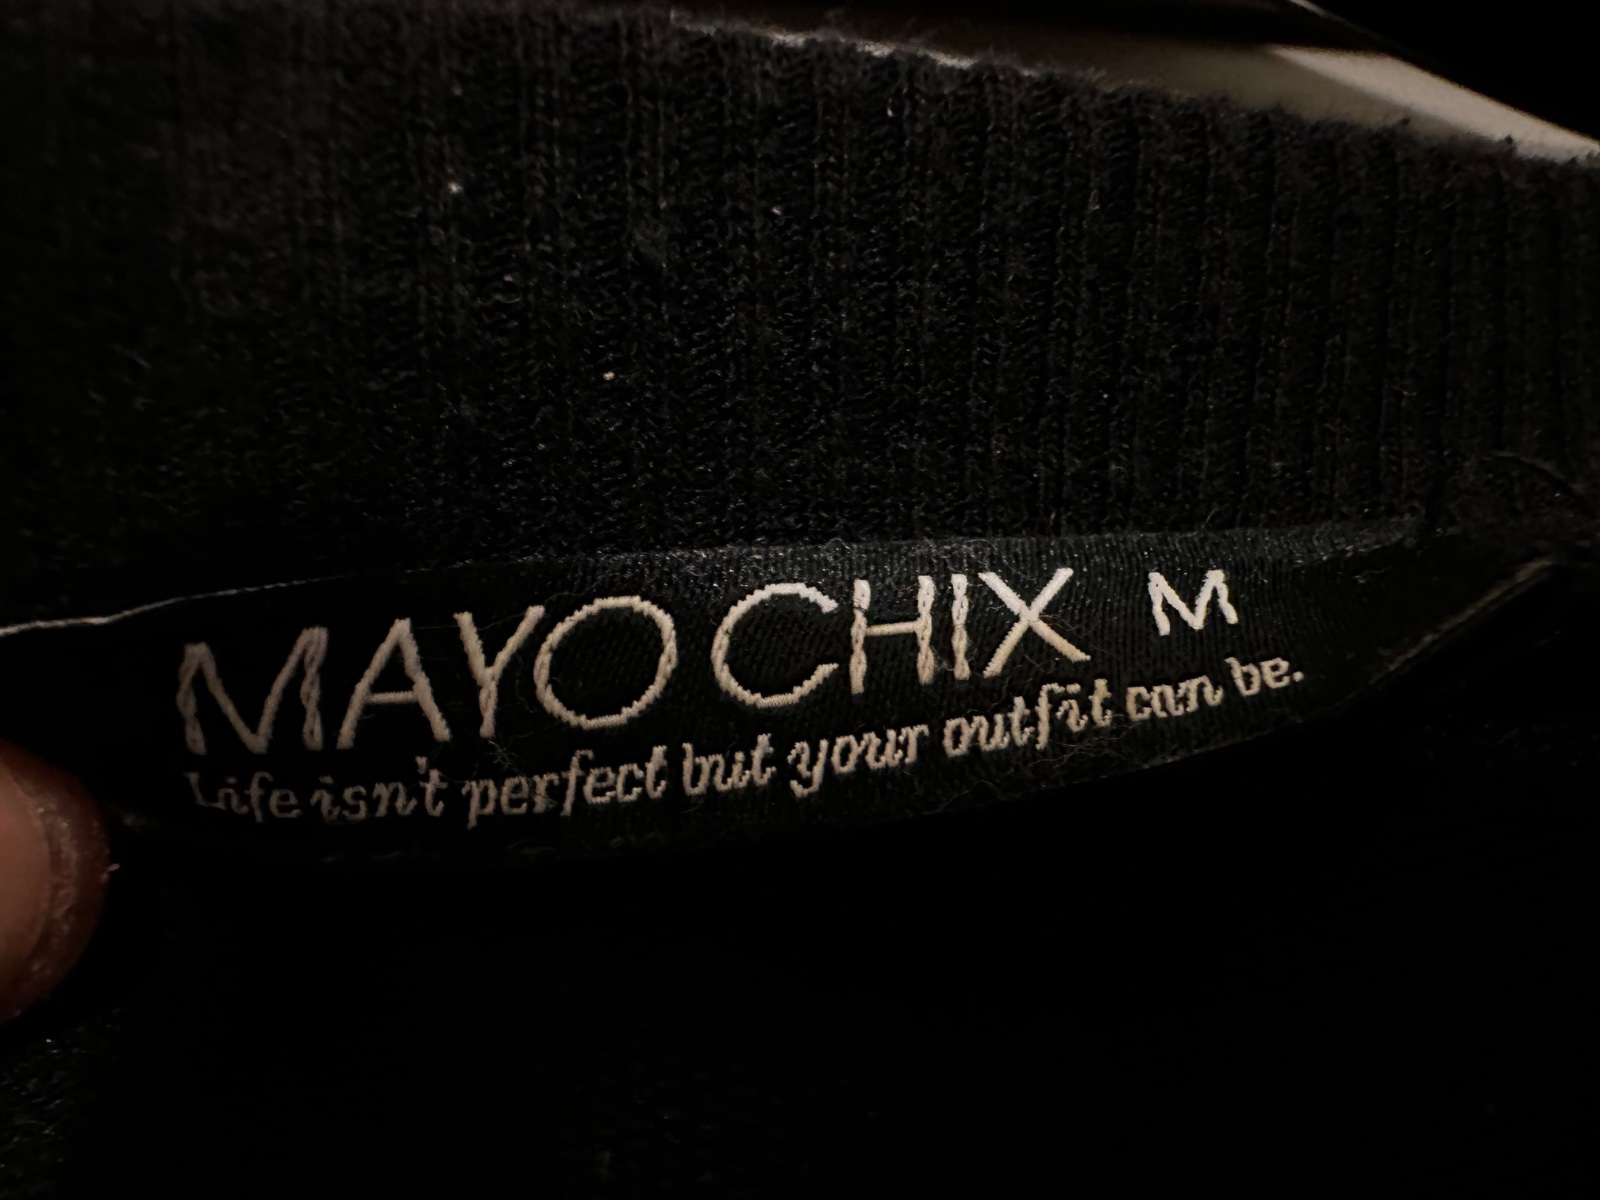 MAYO CHIX M
Life isn't perfect but your outfit can be.